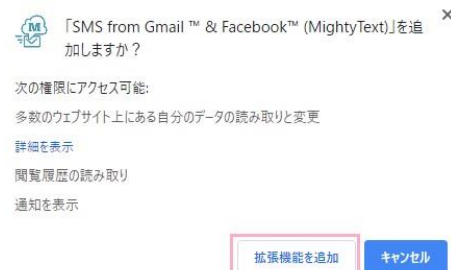 「SMS from Gmail ™ & Facebook™ (MightyText)」を追
加しますか？
次の権限にアクセス可能:
多数のウェブサイト上にある自分のデータの読み取りと変更
詳細を表示
閲覧履歴の読み取り
通知を表示
拡張機能を追加 キャンセル